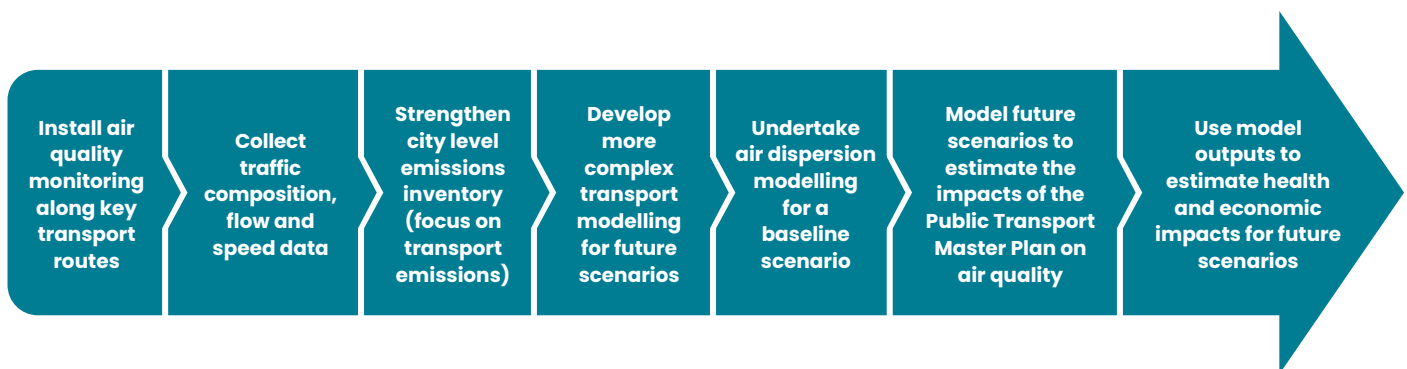 Install air
quality
monitoring
along key
transport
routes
Collect
traffic
composition,
flow and
speed data
Strengthen
city level
emissions
inventory
(focus on
transport
emissions)
Develop
more
complex
transport
modelling
for future
scenarios
Undertake
air dispersion
modelling
for a
baseline
scenario
Model future
scenarios to
estimate the
impacts of the
Public Transport
Master Plan on
air quality
Use model
outputs to
estimate health
and economic
impacts for future
scenarios